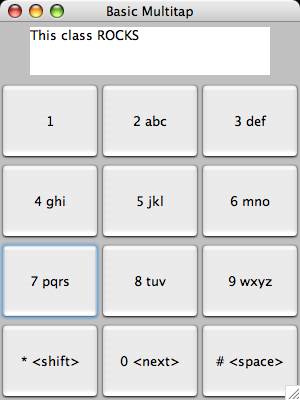 Basic Multitap
This class ROCKS
1
2 abc
3 def
4 ghi
5 jkl
6 mno
7 pqrs
8 tuv
9 wxyz
* <shift>
0 <next>
# <space>